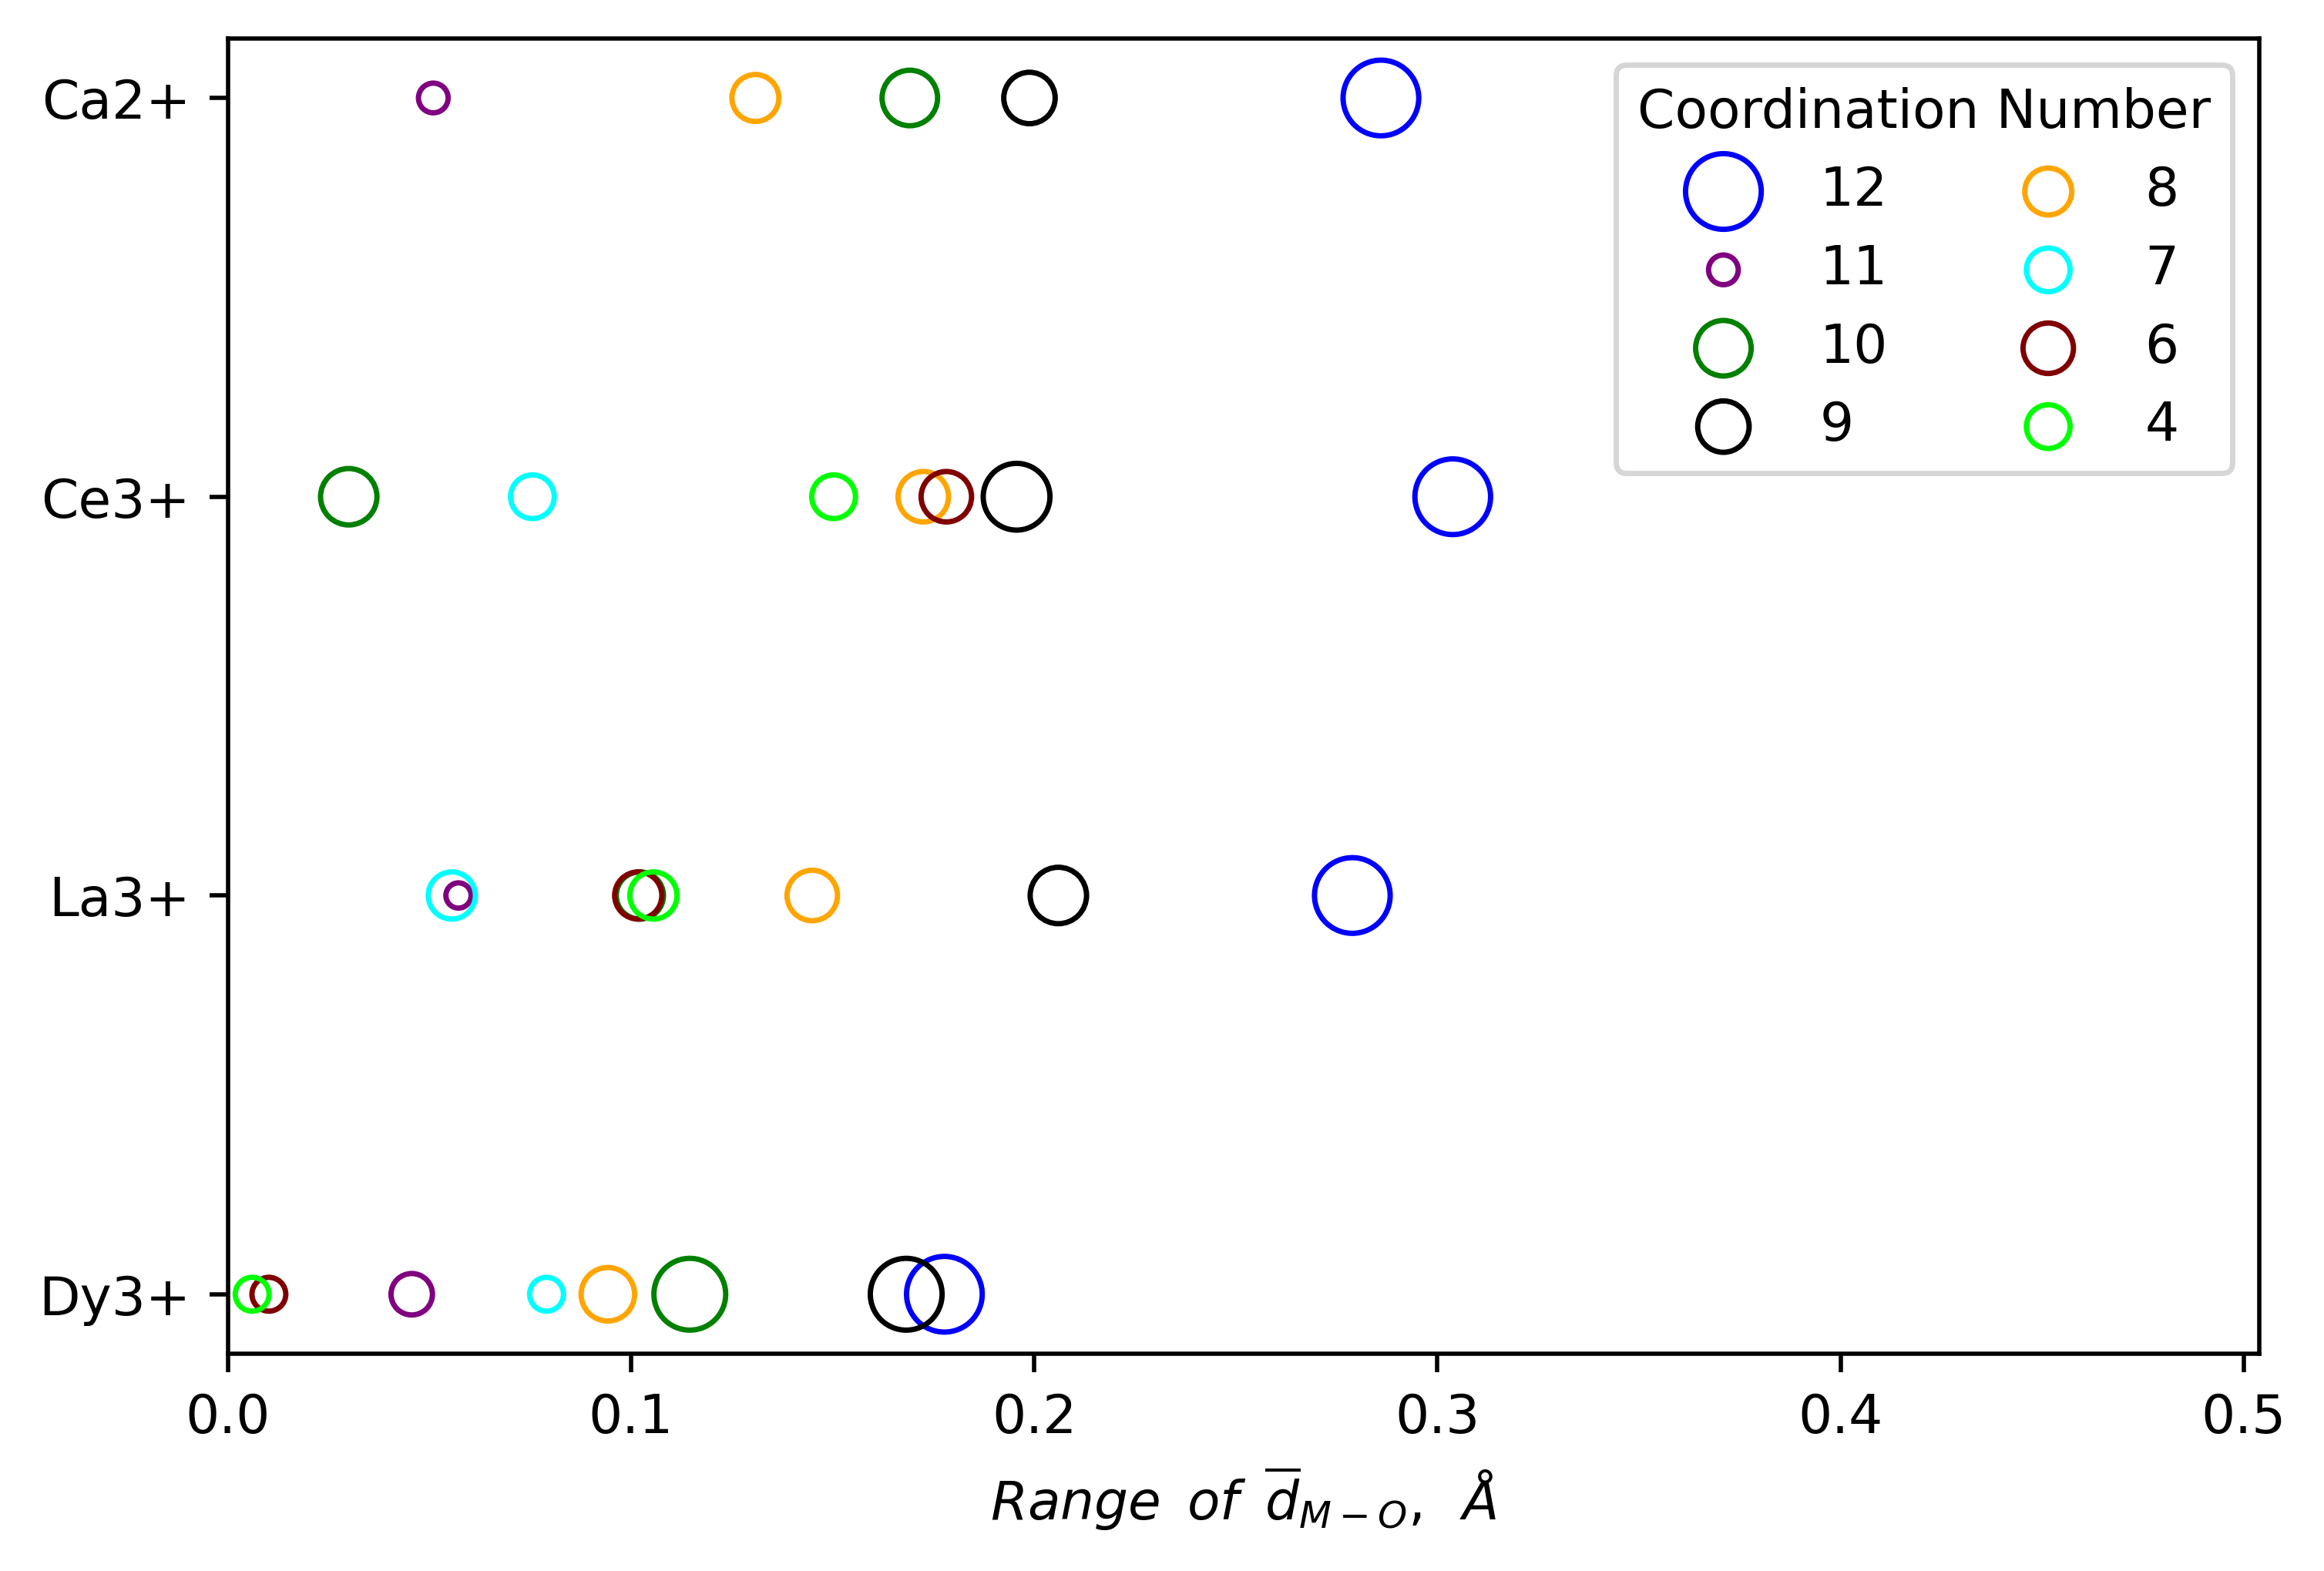 Ca2+
Ce3+
La3+
Dy3+
Coordination Number
12
11
10
9
8
7
6
4
0.0 0.1 0.2 0.3 0.4 0.5
Range of d̅M−O, Å